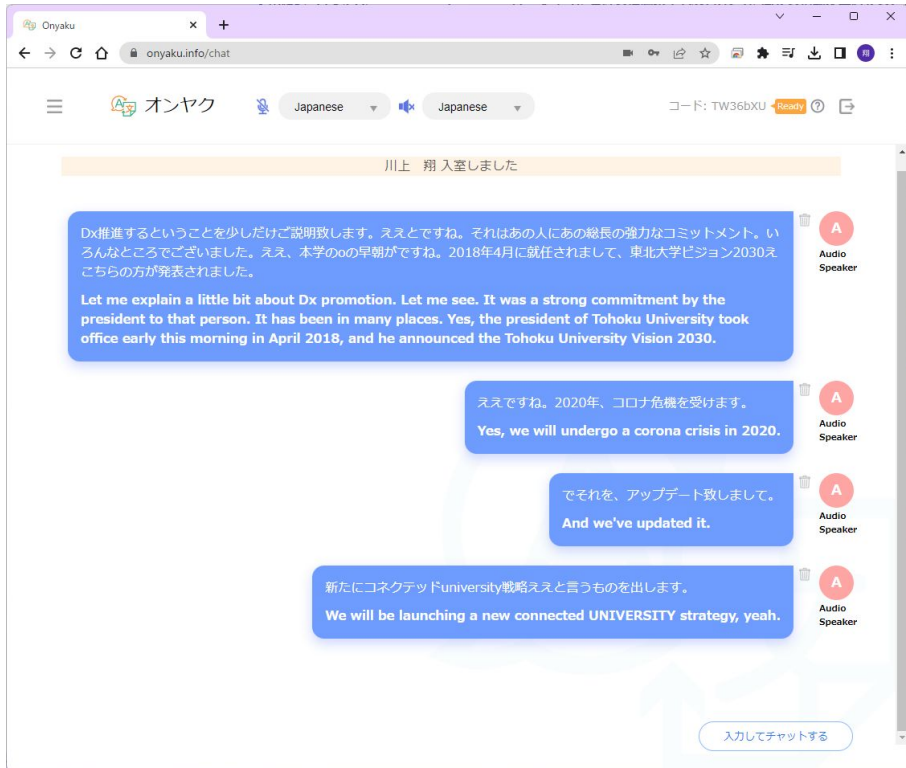 Onyaku
onyaku.info/chat
翔
オンヤク
Japanese
Japanese
コード: TW36bXU
Ready
川上 翔 入室しました
Dx推進するということを少しだけご説明致します。ええとですね。それはあの人にあの総長の強力なコミットメント。い
ろんなところでございました。ええ、本学のoの早朝がですね。2018年4月に就任されまして、東北大学ビジョン2030え
こちらの方が発表されました。
Let me explain a little bit about Dx promotion. Let me see. It was a strong commitment by the
president to that person. It has been in many places. Yes, the president of Tohoku University took
office early this morning in April 2018, and he announced the Tohoku University Vision 2030.
A
Audio
Speaker
ええですね。2020年、コロナ危機を受けます。
Yes, we will undergo a corona crisis in 2020.
A
Audio
Speaker
でそれを、アップデート致しまして。
And we've updated it.
A
Audio
Speaker
新たにコネクテッドuniversity戦略ええと言うものを出します。
We will be launching a new connected UNIVERSITY strategy, yeah.
A
Audio
Speaker
入力してチャットする